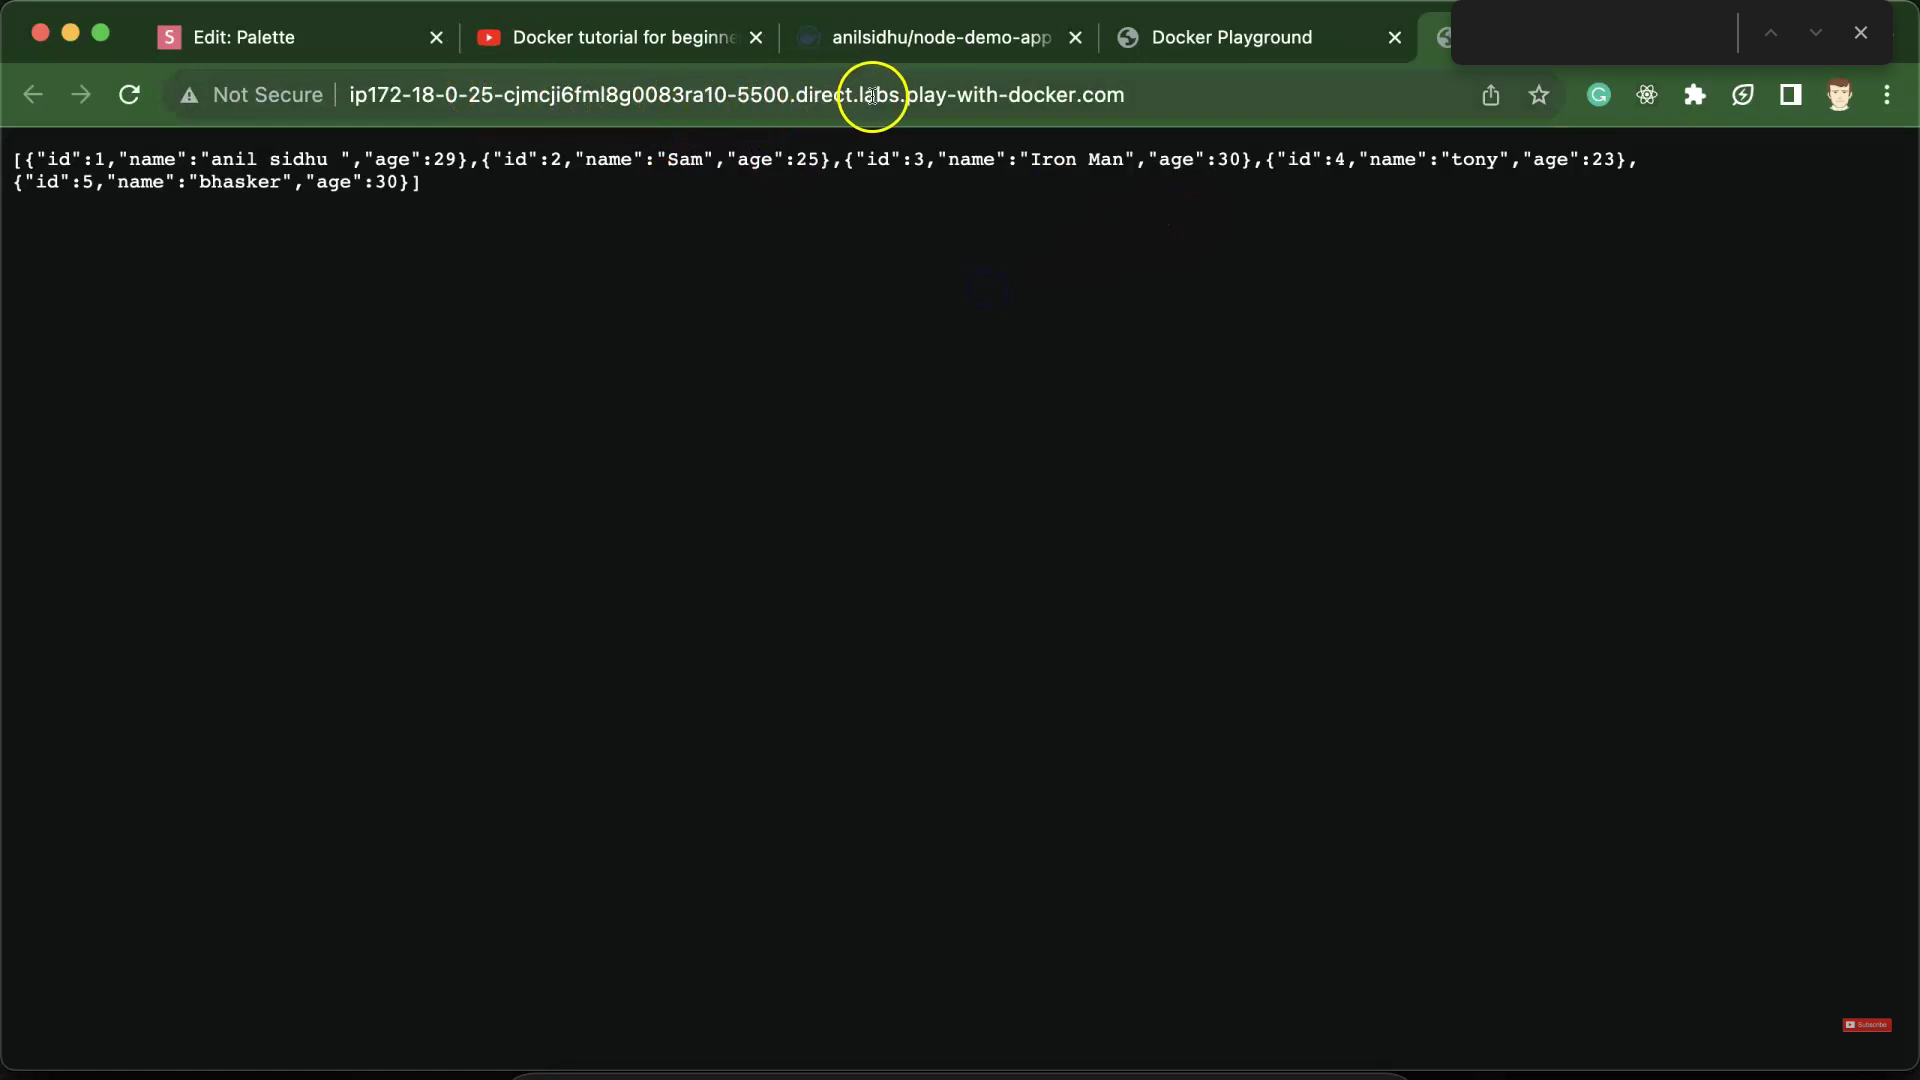 S Edit: Palette
Docker tutorial for beginne
anilsidhu/node-demo-app
Docker Playground
Not Secure
ip172-18-0-25-cjmcji6fml8g0083ra10-5500.direct.labs.play-with-docker.com
[{"id":1,"name":"anil sidhu ","age":29},{"id":2,"name":"Sam","age":25},{"id":3,"name":"Iron Man","age":30},{"id":4,"name":"tony","age":23},
{"id":5,"name":"bhasker","age":30}]
Subscribe